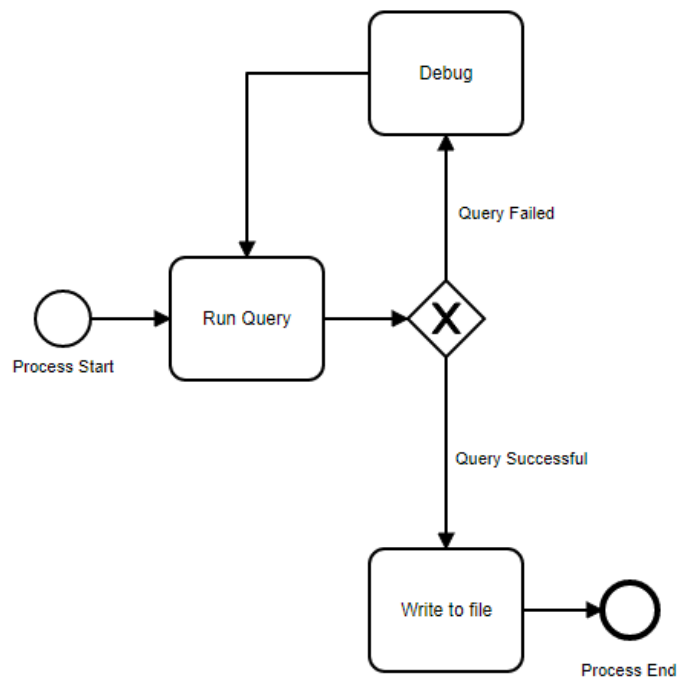 Debug
Query Failed
Run Query
X
Process Start
Query Successful
Write to file
Process End